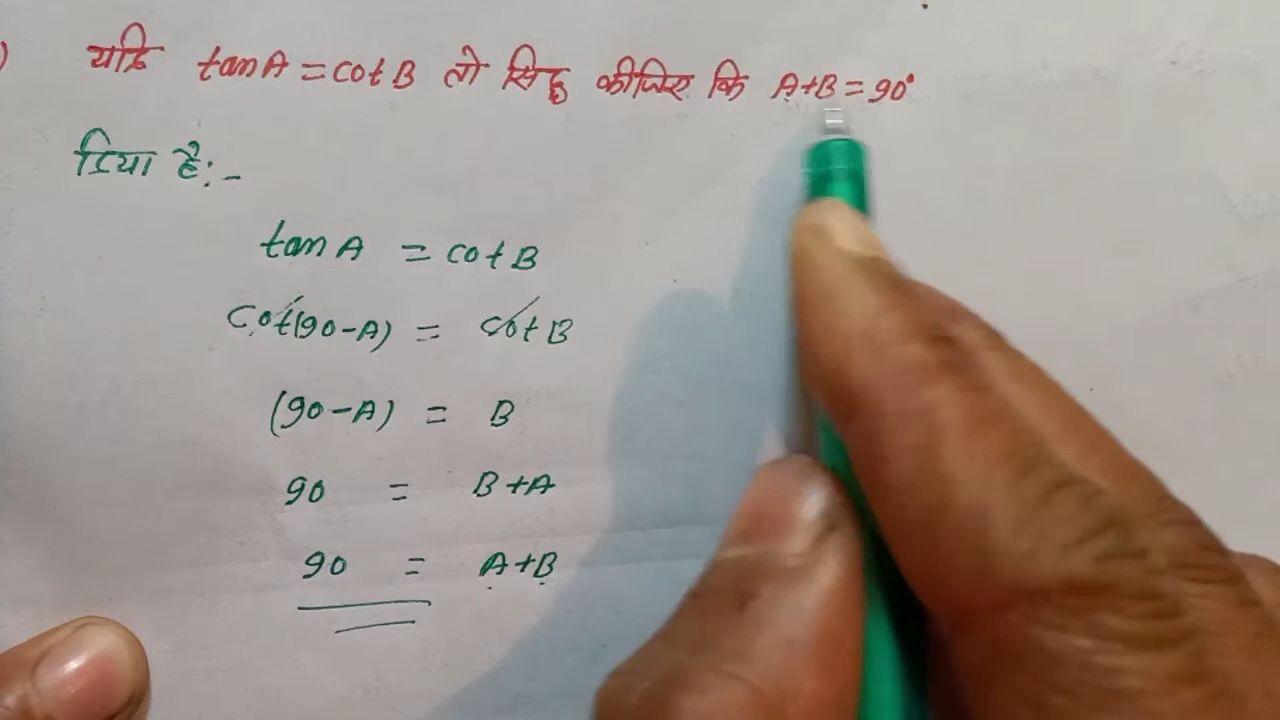 ) यदि tanA = cotB तो सिद्ध कीजिए कि A+B = 90°
दिया है:-
tanA = cotB
Cot(90-A) = cotB
(90-A) = B
90 = B+A
90 = A+B